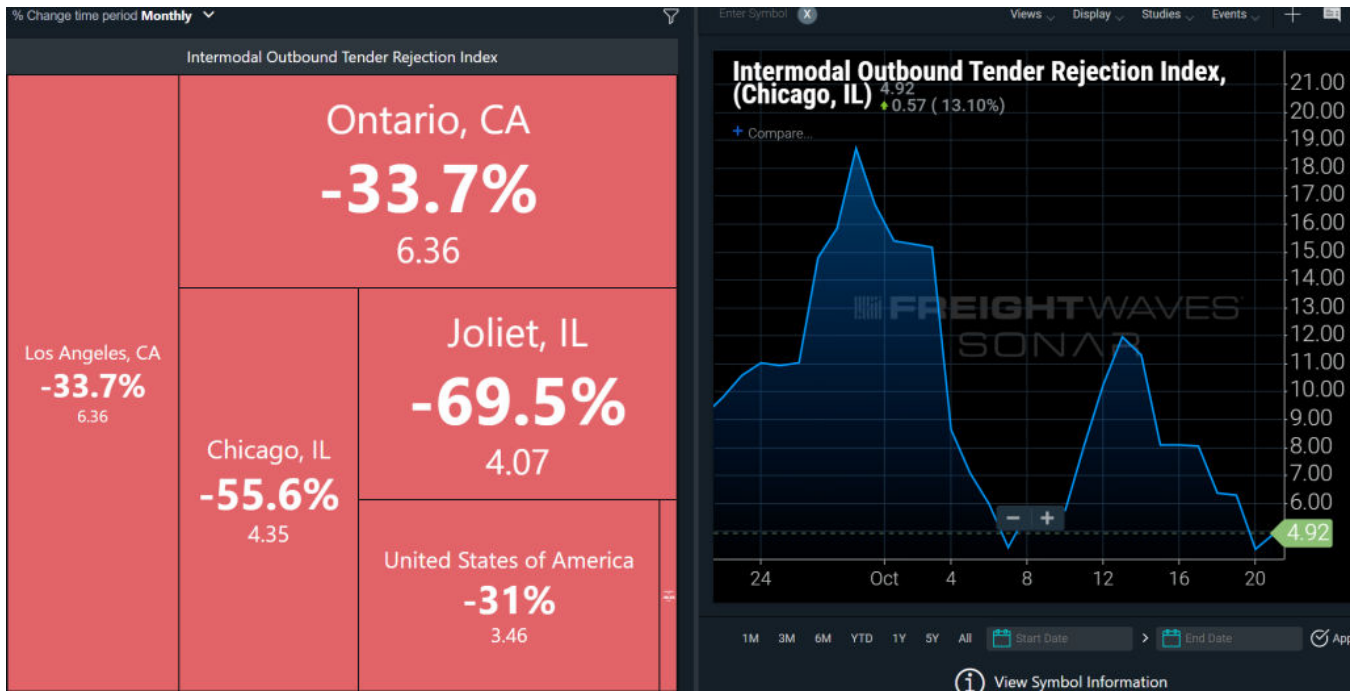 % Change time period Monthly
Intermodal Outbound Tender Rejection Index
Ontario, CA
-33.7%
6.36
Los Angeles, CA
-33.7%
6.36
Chicago, IL
-55.6%
4.35
Joliet, IL
-69.5%
4.07
United States of America
-31%
3.46
Enter Symbol X
Views Display Studies Events
Intermodal Outbound Tender Rejection Index,
(Chicago, IL) 4.92
0.57 ( 13.10%)
+ Compare...
FREIGHTWAVES
SONAR
21.00
20.00
19.00
18.00
17.00
16.00
15.00
14.00
13.00
12.00
11.00
10.00
9.00
8.00
7.00
6.00
4.92
24 Oct 4 8 12 16 20
1M 3M 6M YTD 1Y 5Y All Start Date > End Date App
View Symbol Information